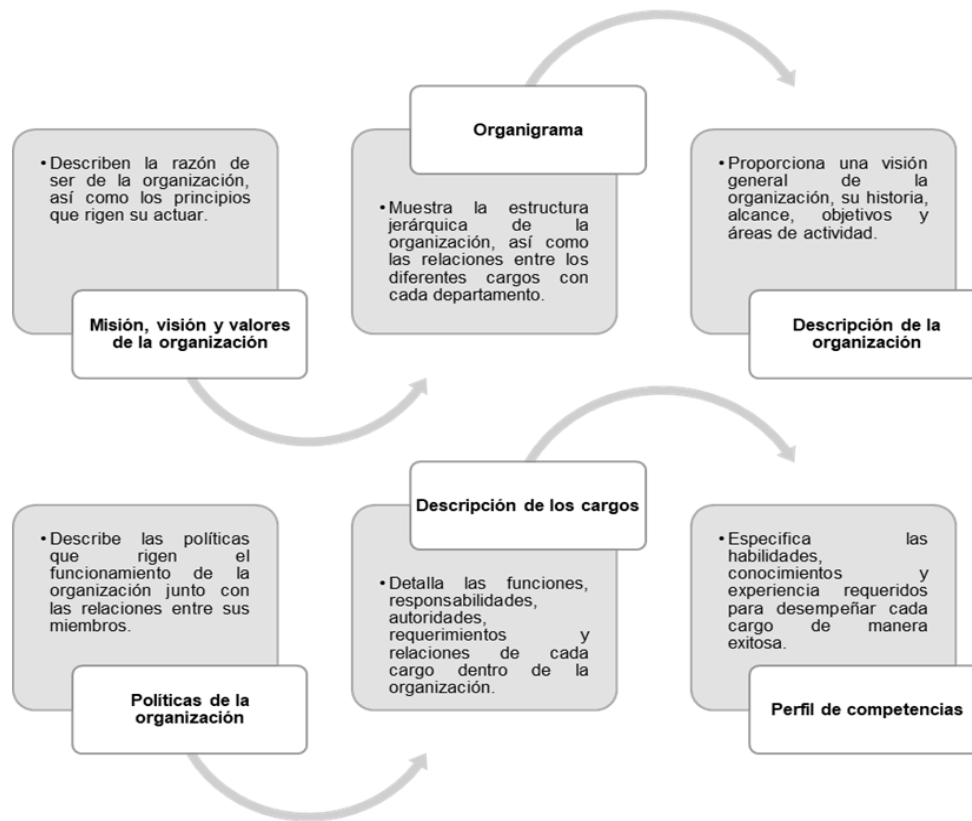 • Describen la razón de
ser de la organización,
así como los principios
que rigen su actuar.
Misión, visión y valores
de la organización
Organigrama
• Muestra la estructura
jerárquica de la
organización, así como
las relaciones entre los
diferentes cargos con
cada departamento.
• Proporciona una visión
general de la
organización, su historia,
alcance, objetivos y
áreas de actividad.
Descripción de la
organización
• Describe las políticas
que rigen el
funcionamiento de la
organización junto con
las relaciones entre sus
miembros.
Políticas de la
organización
Descripción de los cargos
• Detalla las funciones,
responsabilidades,
autoridades,
requerimientos y
relaciones de cada
cargo dentro de la
organización.
• Especifica las
habilidades,
conocimientos y
experiencia requeridos
para desempeñar cada
cargo de manera
exitosa.
Perfil de competencias